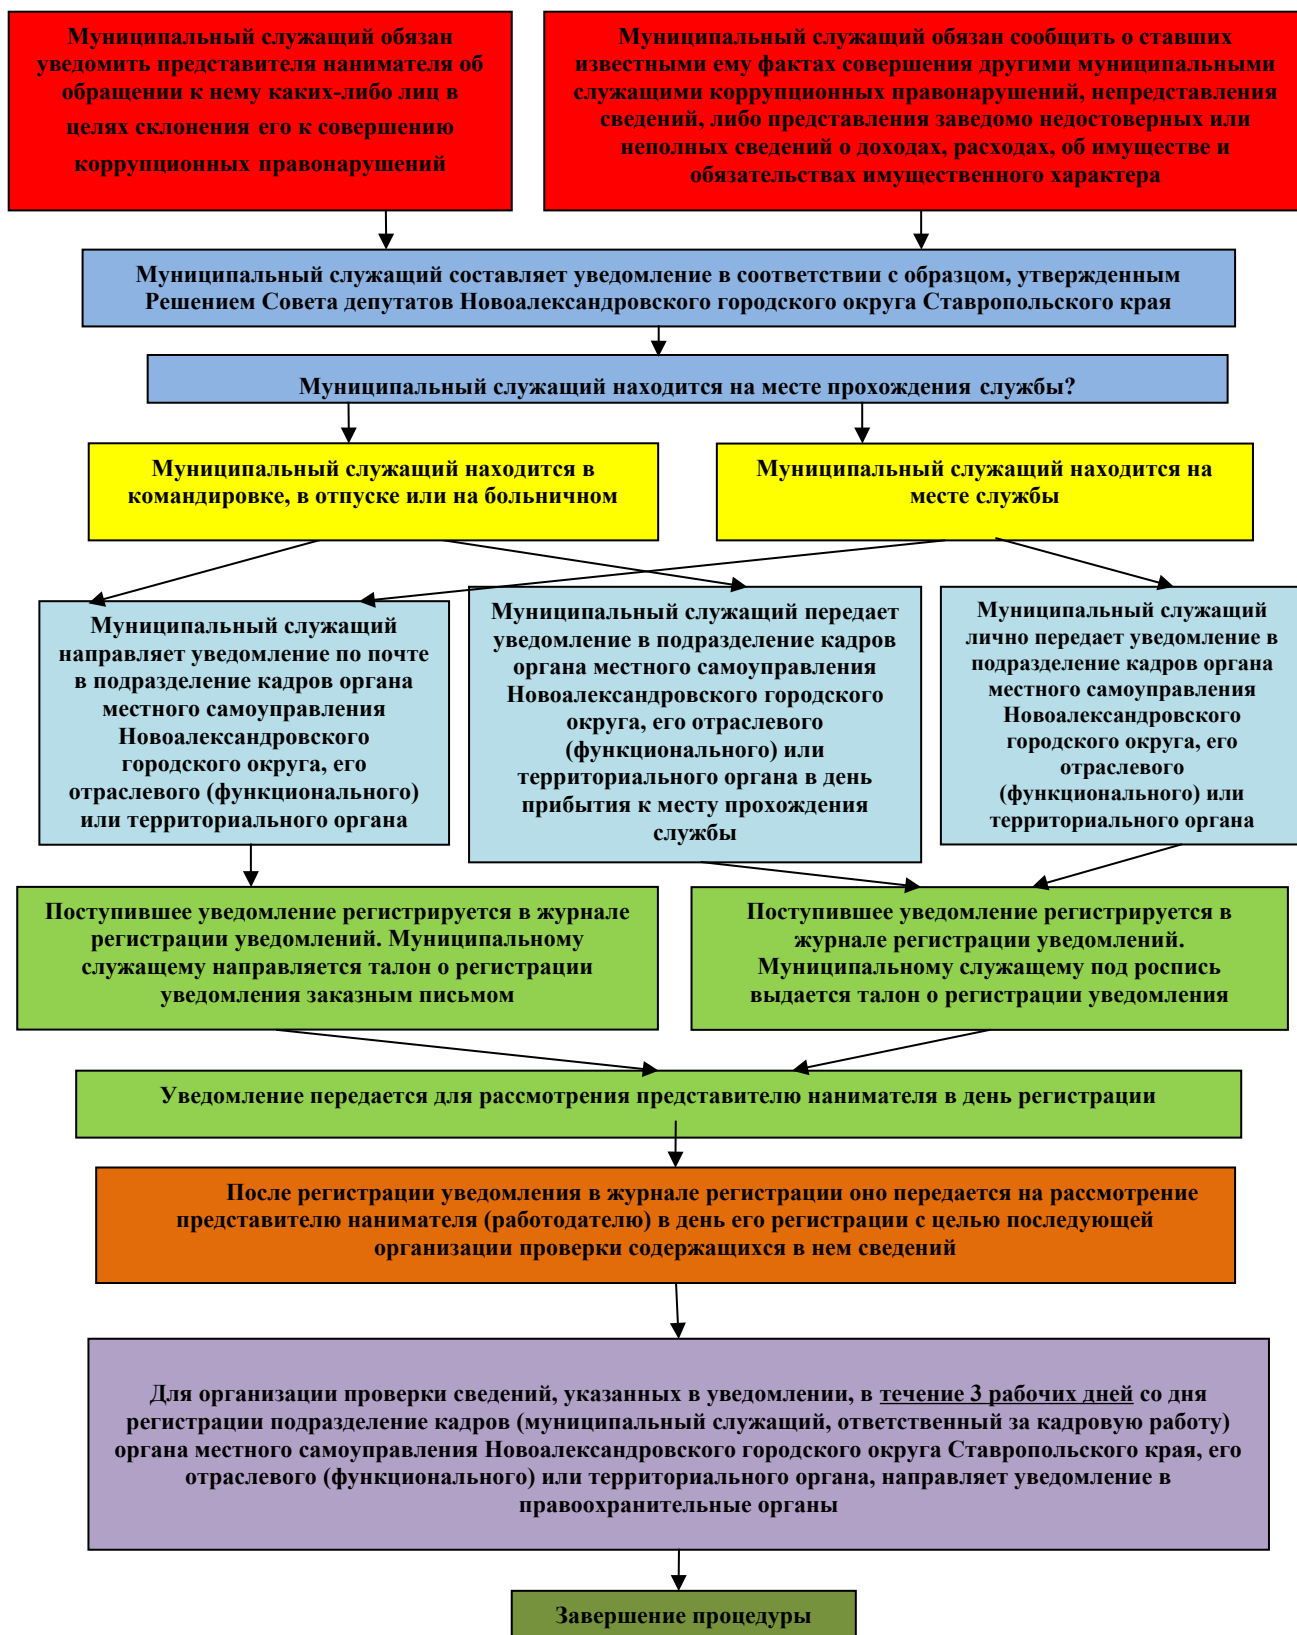 Муниципальный служащий обязан
уведомить представителя нанимателя об
обращении к нему каких-либо лиц в
целях склонения его к совершению
коррупционных правонарушений
Муниципальный служащий обязан сообщить о ставших
известными ему фактах совершения другими муниципальными
служащими коррупционных правонарушений, непредставления
сведений, либо представления заведомо недостоверных или
неполных сведений о доходах, расходах, об имуществе и
обязательствах имущественного характера
Муниципальный служащий составляет уведомление в соответствии с образцом, утвержденным
Решением Совета депутатов Новоалександровского городского округа Ставропольского края
Муниципальный служащий находится на месте прохождения службы?
Муниципальный служащий находится в
командировке, в отпуске или на больничном
Муниципальный служащий находится на
месте службы
Муниципальный служащий
направляет уведомление по почте
в подразделение кадров органа
местного самоуправления
Новоалександровского
городского округа, его
отраслевого (функционального)
или территориального органа
Муниципальный служащий передает
уведомление в подразделение кадров
органа местного самоуправления
Новоалександровского городского
округа, его отраслевого
(функционального) или
территориального органа в день
прибытия к месту прохождения
службы
Муниципальный служащий
лично передает уведомление в
подразделение кадров органа
местного самоуправления
Новоалександровского
городского округа, его
отраслевого
(функционального) или
территориального органа
Поступившее уведомление регистрируется в журнале
регистрации уведомлений. Муниципальному
служащему направляется талон о регистрации
уведомления заказным письмом
Поступившее уведомление регистрируется в
журнале регистрации уведомлений.
Муниципальному служащему под роспись
выдается талон о регистрации уведомления
Уведомление передается для рассмотрения представителю нанимателя в день регистрации
После регистрации уведомления в журнале регистрации оно передается на рассмотрение
представителю нанимателя (работодателю) в день его регистрации с целью последующей
организации проверки содержащихся в нем сведений
Для организации проверки сведений, указанных в уведомлении, в течение 3 рабочих дней со дня
регистрации подразделение кадров (муниципальный служащий, ответственный за кадровую работу)
органа местного самоуправления Новоалександровского городского округа Ставропольского края, его
отраслевого (функционального) или территориального органа, направляет уведомление в
правоохранительные органы
Завершение процедуры